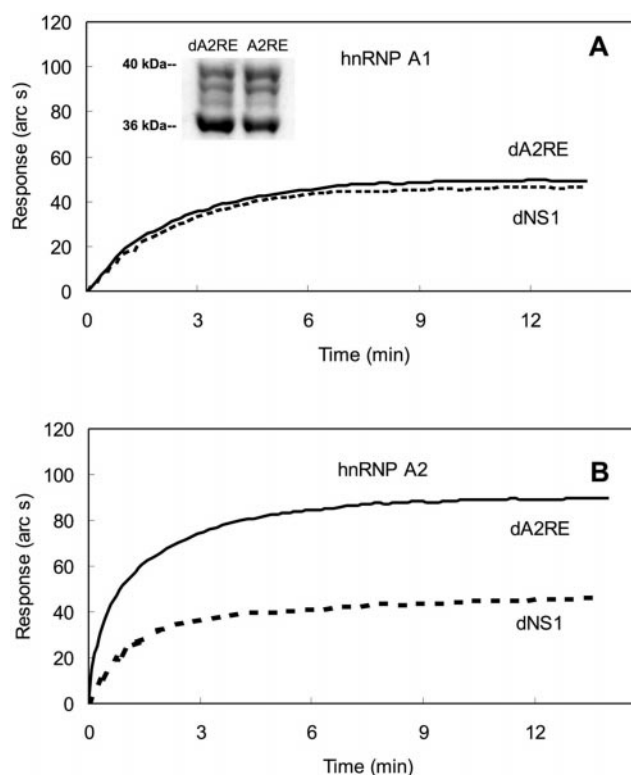 120
100
80
60
40
20
0
Response (arc s)
dA2RE A2RE
40 kDa--
36 kDa--
hnRNP A1
A
dA2RE
dNS1
0 3 6 9 12
Time (min)
120
100
80
60
40
20
0
Response (arc s)
hnRNP A2
B
dA2RE
dNS1
0 3 6 9 12
Time (min)